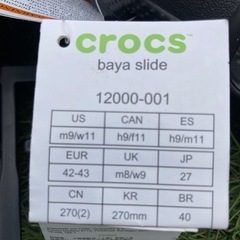 crocs™
baya slide
12000-001
US CAN ES
m9/w11 h9/f11 h9/m11
EUR UK JP
42-43 m8/w9 27
CN KR BR
270(2) 270mm 40